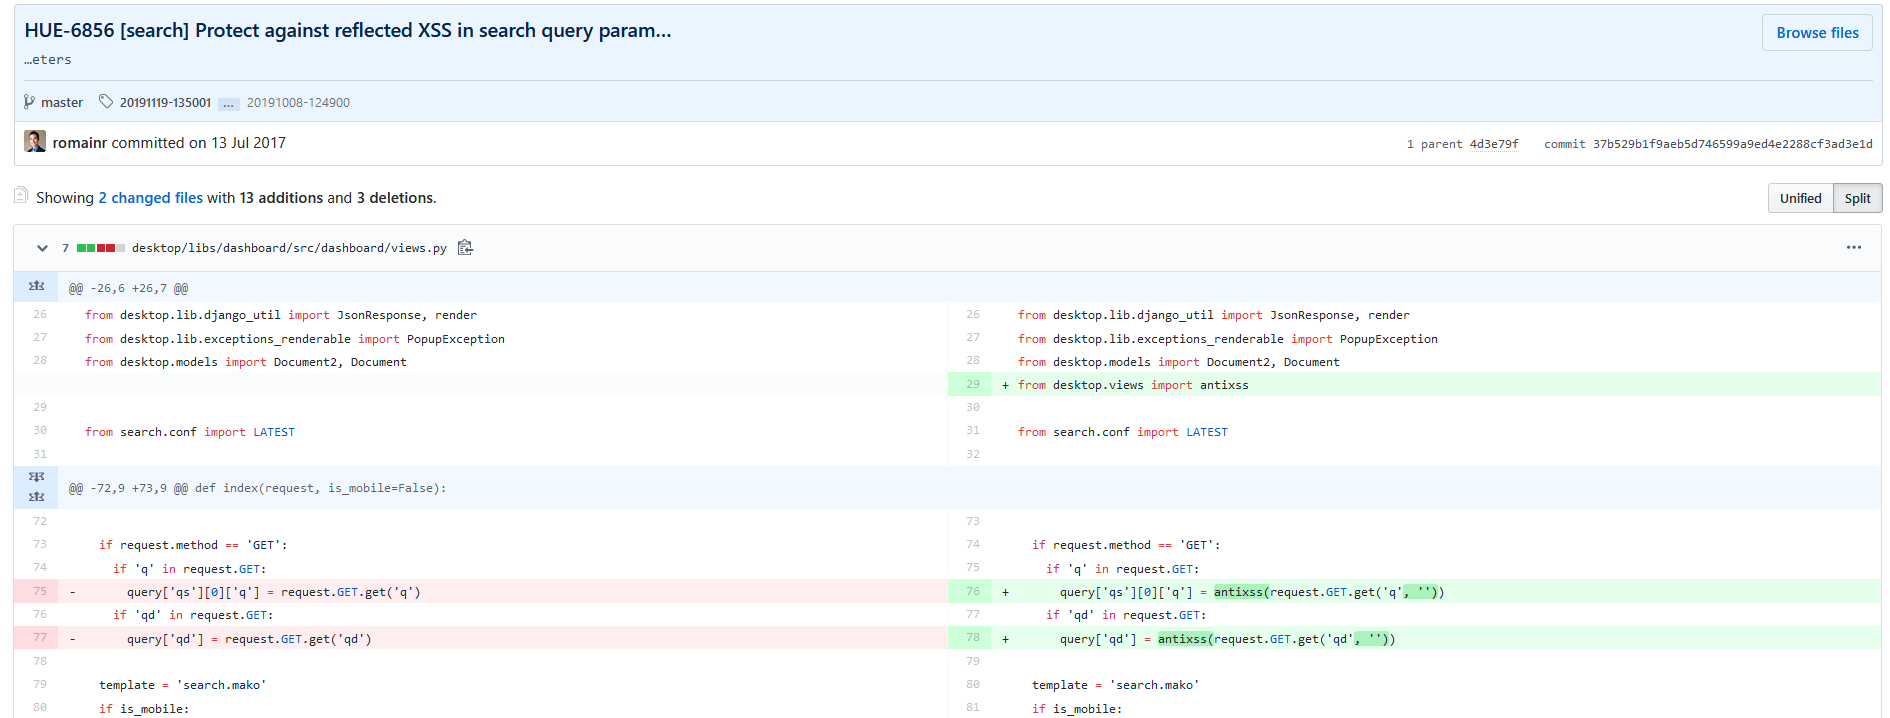 HUE-6856 [search] Protect against reflected XSS in search query param…
Browse files
…eters
master 20191119-135001 … 20191008-124900
romainr committed on 13 Jul 2017
1 parent 4d3e79f commit 37b529b1f9aeb5d746599a9ed4e2288cf3ad3e1d
Showing 2 changed files with 13 additions and 3 deletions.
Unified Split
7 desktop/libs/dashboard/src/dashboard/views.py
@@ -26,6 +26,7 @@
26 from desktop.lib.django_util import JsonResponse, render 26 from desktop.lib.django_util import JsonResponse, render
27 from desktop.lib.exceptions_renderable import PopupException 27 from desktop.lib.exceptions_renderable import PopupException
28 from desktop.models import Document2, Document 28 from desktop.models import Document2, Document
29 + from desktop.views import antixss
29 30
30 from search.conf import LATEST 31 from search.conf import LATEST
31 32
@@ -72,9 +73,9 @@ def index(request, is_mobile=False):
72 73
73 if request.method == 'GET': 74 if request.method == 'GET':
74 if 'q' in request.GET: 75 if 'q' in request.GET:
75 - query['qs'][0]['q'] = request.GET.get('q') 76 + query['qs'][0]['q'] = antixss(request.GET.get('q', ''))
76 if 'qd' in request.GET: 77 if 'qd' in request.GET:
77 - query['qd'] = request.GET.get('qd') 78 + query['qd'] = antixss(request.GET.get('qd', ''))
78 79
79 template = 'search.mako' 80 template = 'search.mako'
80 if is_mobile: 81 if is_mobile: